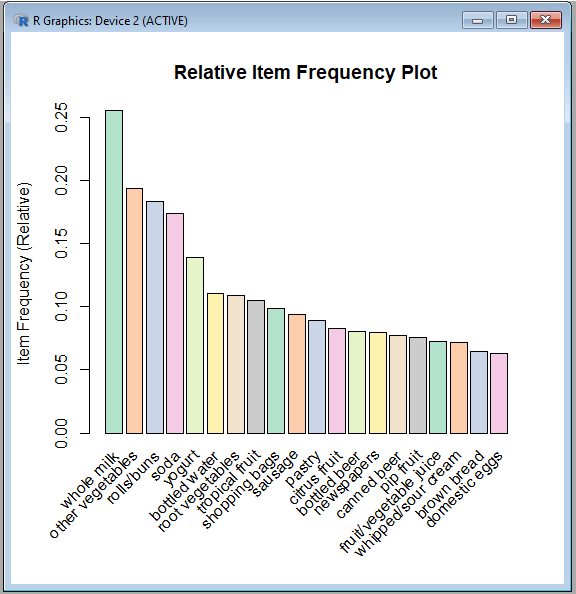 R Graphics: Device 2 (ACTIVE)
Relative Item Frequency Plot
Item Frequency (Relative)
0.25
0.20
0.15
0.10
0.05
0.00
whole milk
other vegetables
rolls/buns
soda
yogurt
bottled water
root vegetables
tropical fruit
shopping bags
sausage
pastry
citrus fruit
bottled beer
newspapers
canned beer
pip fruit
fruit/vegetable juice
whipped/sour cream
brown bread
domestic eggs